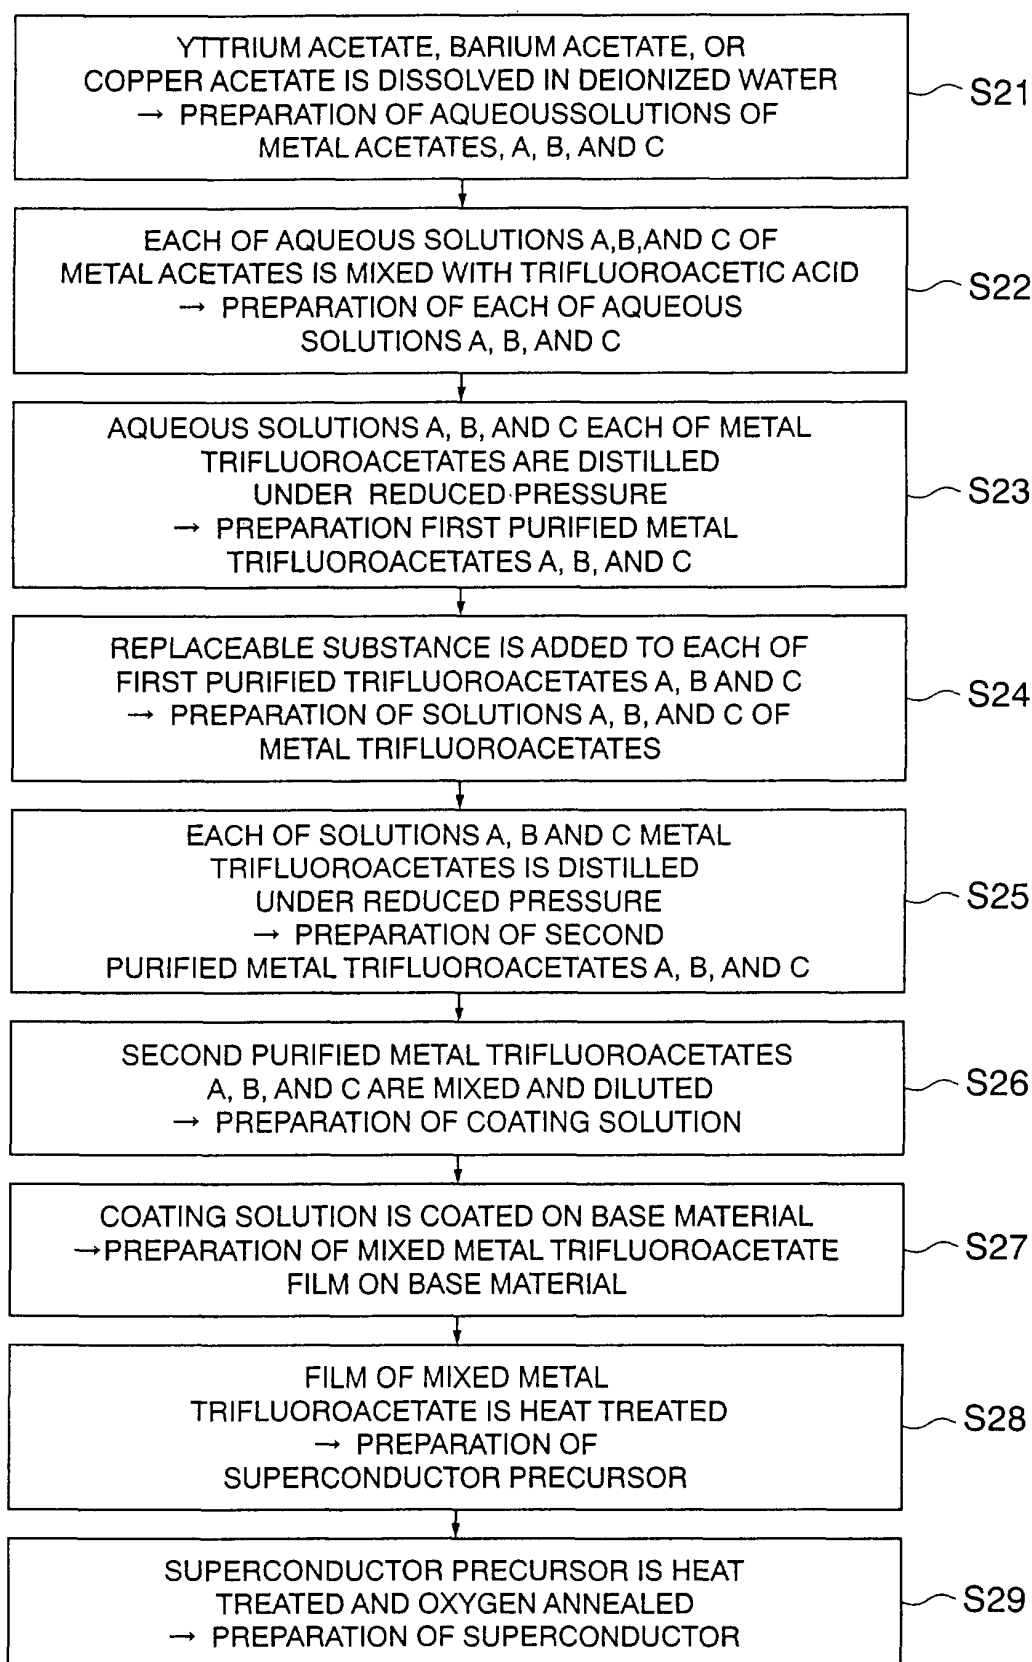 YTTRIUM ACETATE, BARIUM ACETATE, OR
COPPER ACETATE IS DISSOLVED IN DEIONIZED WATER
→ PREPARATION OF AQUEOUSSOLUTIONS OF
METAL ACETATES, A, B, AND C
S21
EACH OF AQUEOUS SOLUTIONS A,B,AND C OF
METAL ACETATES IS MIXED WITH TRIFLUOROACETIC ACID
→ PREPARATION OF EACH OF AQUEOUS
SOLUTIONS A, B, AND C
S22
AQUEOUS SOLUTIONS A, B, AND C EACH OF METAL
TRIFLUOROACETATES ARE DISTILLED
UNDER REDUCED PRESSURE
→ PREPARATION FIRST PURIFIED METAL
TRIFLUOROACETATES A, B, AND C
S23
REPLACEABLE SUBSTANCE IS ADDED TO EACH OF
FIRST PURIFIED TRIFLUOROACETATES A, B AND C
→ PREPARATION OF SOLUTIONS A, B, AND C OF
METAL TRIFLUOROACETATES
S24
EACH OF SOLUTIONS A, B AND C METAL
TRIFLUOROACETATES IS DISTILLED
UNDER REDUCED PRESSURE
→ PREPARATION OF SECOND
PURIFIED METAL TRIFLUOROACETATES A, B, AND C
S25
SECOND PURIFIED METAL TRIFLUOROACETATES
A, B, AND C ARE MIXED AND DILUTED
→ PREPARATION OF COATING SOLUTION
S26
COATING SOLUTION IS COATED ON BASE MATERIAL
→PREPARATION OF MIXED METAL TRIFLUOROACETATE
FILM ON BASE MATERIAL
S27
FILM OF MIXED METAL
TRIFLUOROACETATE IS HEAT TREATED
→ PREPARATION OF
SUPERCONDUCTOR PRECURSOR
S28
SUPERCONDUCTOR PRECURSOR IS HEAT
TREATED AND OXYGEN ANNEALED
→ PREPARATION OF SUPERCONDUCTOR
S29